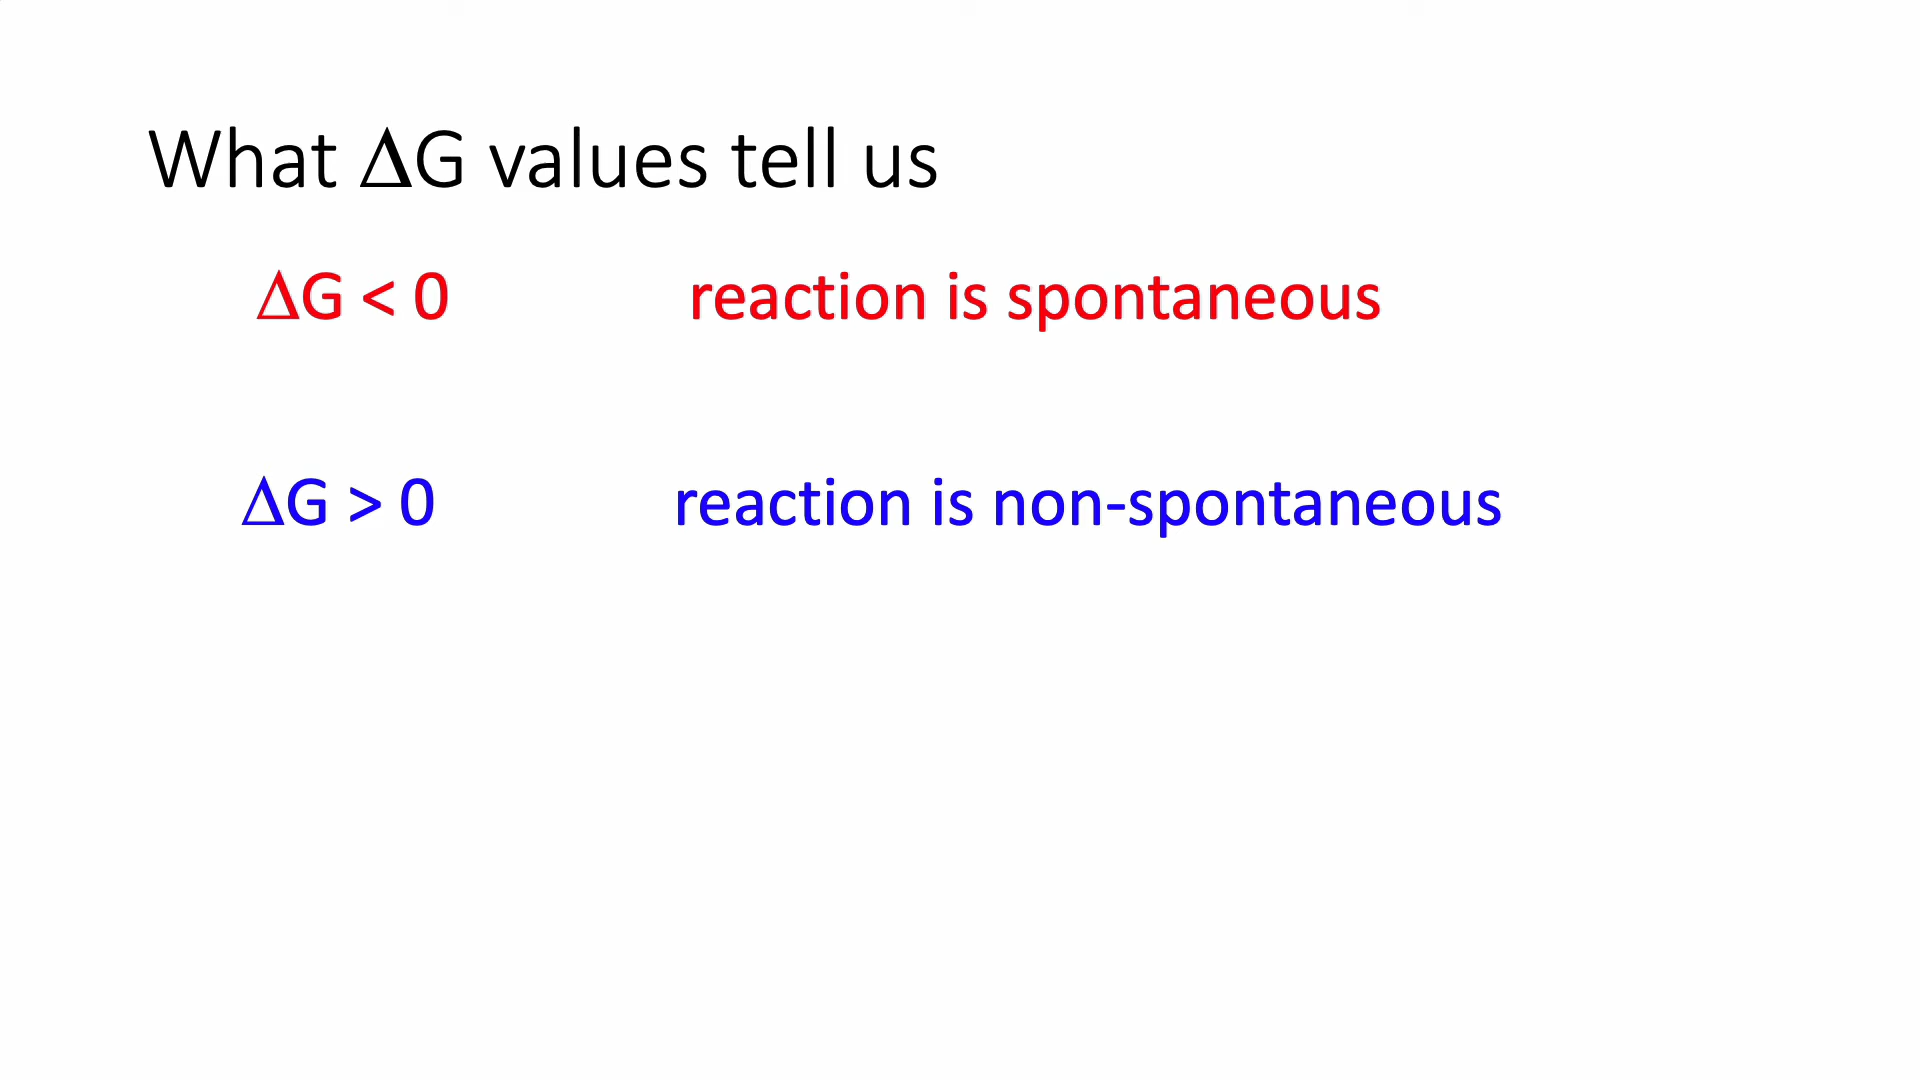 What ΔG values tell us
ΔG < 0 reaction is spontaneous
ΔG > 0 reaction is non-spontaneous